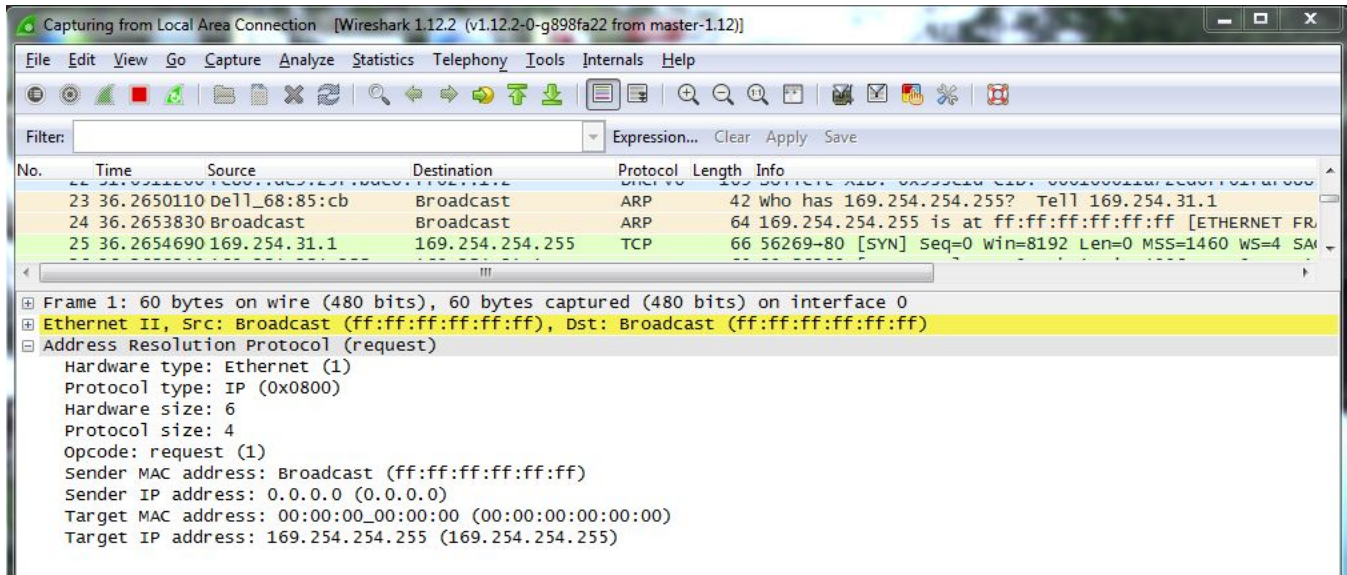 Capturing from Local Area Connection [Wireshark 1.12.2 (v1.12.2-0-g898fa22 from master-1.12)]
File Edit View Go Capture Analyze Statistics Telephony Tools Internals Help
Filter: Expression... Clear Apply Save
No. Time Source Destination Protocol Length Info
23 36.2650110 Dell_68:85:cb Broadcast ARP 42 Who has 169.254.254.255? Tell 169.254.31.1
24 36.2653830 Broadcast Broadcast ARP 64 169.254.254.255 is at ff:ff:ff:ff:ff:ff [ETHERNET FR
25 36.2654690 169.254.31.1 169.254.254.255 TCP 66 56269→80 [SYN] Seq=0 Win=8192 Len=0 MSS=1460 WS=4 SA
Frame 1: 60 bytes on wire (480 bits), 60 bytes captured (480 bits) on interface 0
Ethernet II, Src: Broadcast (ff:ff:ff:ff:ff:ff), Dst: Broadcast (ff:ff:ff:ff:ff:ff)
Address Resolution Protocol (request)
Hardware type: Ethernet (1)
Protocol type: IP (0x0800)
Hardware size: 6
Protocol size: 4
Opcode: request (1)
Sender MAC address: Broadcast (ff:ff:ff:ff:ff:ff)
Sender IP address: 0.0.0.0 (0.0.0.0)
Target MAC address: 00:00:00_00:00:00 (00:00:00:00:00:00)
Target IP address: 169.254.254.255 (169.254.254.255)